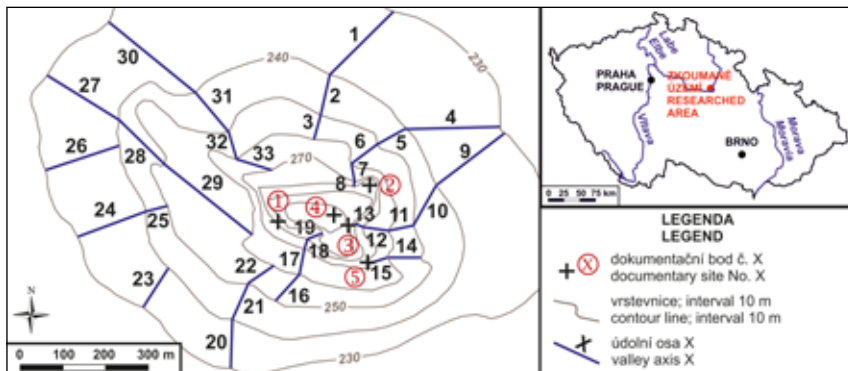 1
30
240
230
27
2
31
3
4
26
32
6
5
9
28
33
270
7
8
2
24
29
1
4
13
11
10
25
19
3
12
14
18
17
5
15
23
22
16
21
250
20
230
N
0 100 200 300 m
Labe
Elbe
PRAHA
PRAGUE
ZKOUMANÉ
ÚZEMÍ
RESEARCHED
AREA
Vltava
BRNO
Morava
Moravia
0 25 50 75 km
LEGENDA
LEGEND
X dokumentační bod č. X
documentary site No. X
vrstevnice; interval 10 m
contour line; interval 10 m
X údolní osa X
valley axis X